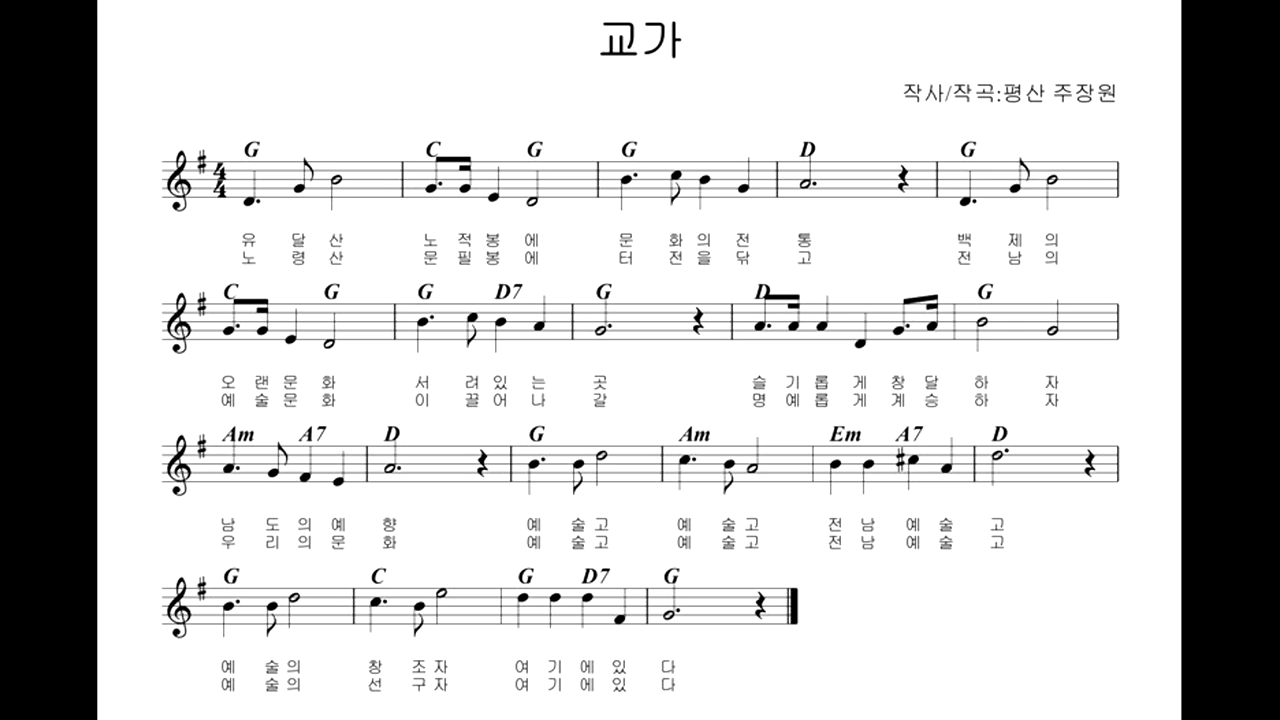 교가
작사/작곡:평산 주장원
G C G G D G
유 달 산 노 적 봉 에 문 화 의 전 통 백 제 의
노 령 산 문 필 봉 에 터 전 을 닦 고 전 남 의
C G G D7 G D G
오 랜 문 화 서 려 있 는 곳 슬 기 롭 게 창 달 하 자
예 술 문 화 이 끌 어 나 갈 명 예 롭 게 계 승 하 자
Am A7 D G Am Em A7 D
남 도 의 예 향 예 술 고 예 술 고 전 남 예 술 고
우 리 의 문 화 예 술 고 예 술 고 전 남 예 술 고
G C G D7 G
예 술 의 창 조 자 여 기 에 있 다
예 술 의 선 구 자 여 기 에 있 다